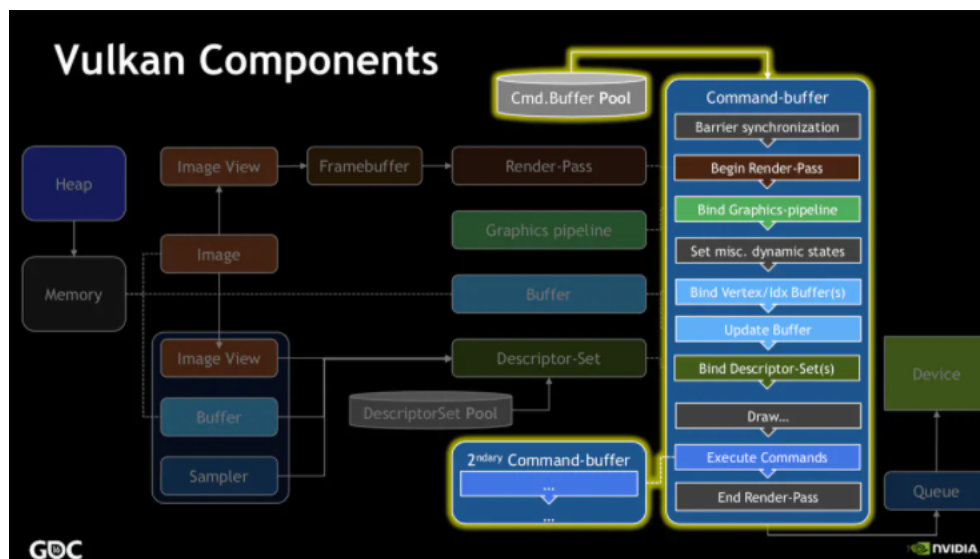 Vulkan Components
Cmd.Buffer Pool
Command-buffer
Barrier synchronization
Image View
Framebuffer
Render-Pass
Begin Render-Pass
Heap
Bind Graphics-pipeline
Graphics pipeline
Image
Set misc. dynamic states
Memory
Buffer
Bind Vertex/Idx Buffer(s)
Update Buffer
Image View
Descriptor-Set
Bind Descriptor-Set(s)
Device
Buffer
DescriptorSet Pool
Draw...
2ndary Command-buffer
Execute Commands
Sampler
...
End Render-Pass
Queue
...
GDC
NVIDIA